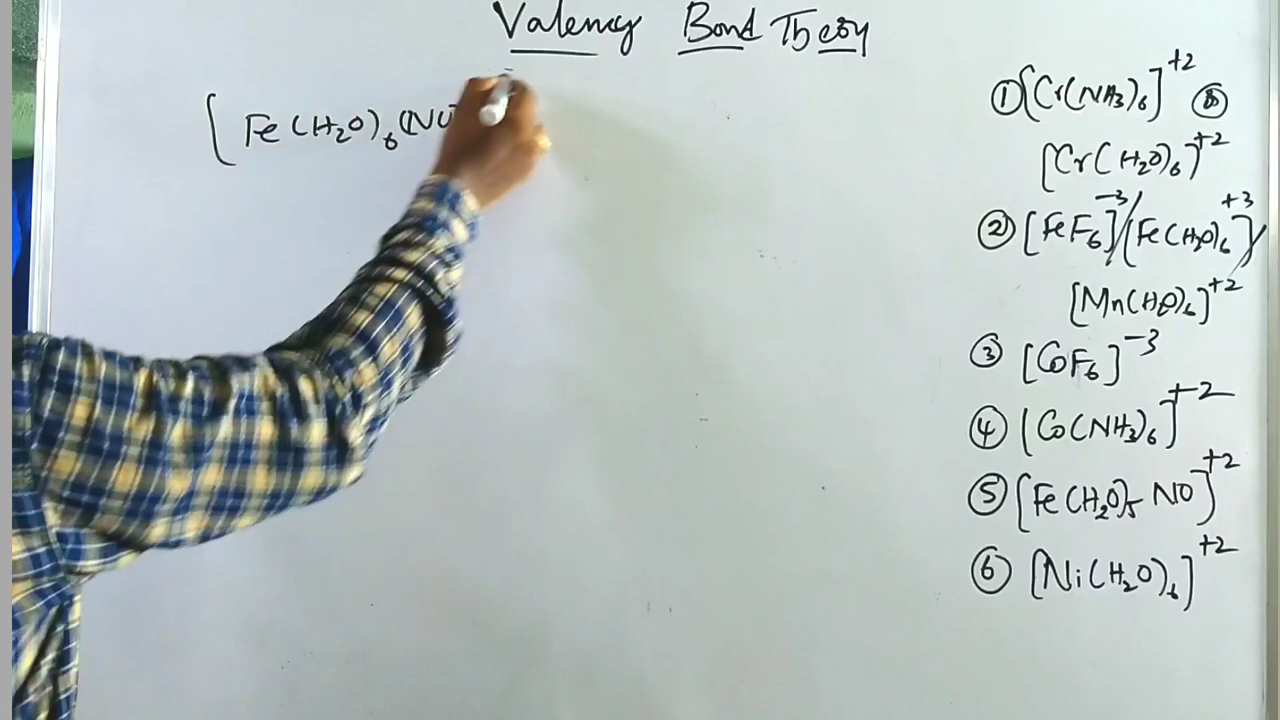 Valency Bond Theory
[Fe(H₂O)₆(NO
① [Cr(NH₃)₆]⁺²
[Cr(H₂O)₆]⁺²
② [FeF₆]⁻³/[Fe(H₂O)₆]⁺³/
[Mn(H₂O)₆]⁺²
③ [CoF₆]⁻³
④ [Co(NH₃)₆]⁺²
⑤ [Fe(H₂O)₅ NO]⁺²
⑥ [Ni(H₂O)₆]⁺²